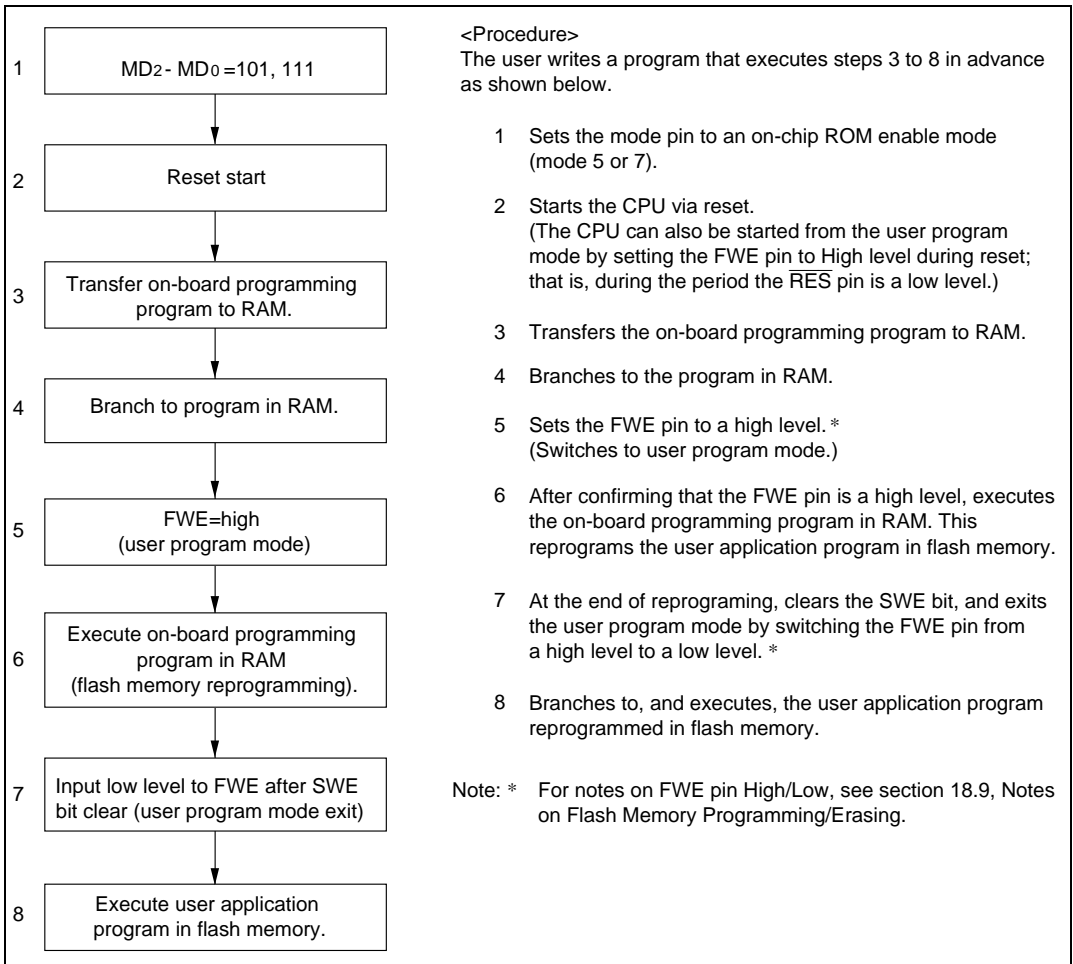 1
MD2 - MD0 =101, 111
2
Reset start
3
Transfer on-board programming
program to RAM.
4
Branch to program in RAM.
5
FWE=high
(user program mode)
6
Execute on-board programming
program in RAM
(flash memory reprogramming).
7
Input low level to FWE after SWE
bit clear (user program mode exit)
8
Execute user application
program in flash memory.
<Procedure>
The user writes a program that executes steps 3 to 8 in advance
as shown below.
1 Sets the mode pin to an on-chip ROM enable mode
(mode 5 or 7).
2 Starts the CPU via reset.
(The CPU can also be started from the user program
mode by setting the FWE pin to High level during reset;
that is, during the period the RES pin is a low level.)
3 Transfers the on-board programming program to RAM.
4 Branches to the program in RAM.
5 Sets the FWE pin to a high level. *
(Switches to user program mode.)
6 After confirming that the FWE pin is a high level, executes
the on-board programming program in RAM. This
reprograms the user application program in flash memory.
7 At the end of reprograming, clears the SWE bit, and exits
the user program mode by switching the FWE pin from
a high level to a low level. *
8 Branches to, and executes, the user application program
reprogrammed in flash memory.
Note: * For notes on FWE pin High/Low, see section 18.9, Notes
on Flash Memory Programming/Erasing.